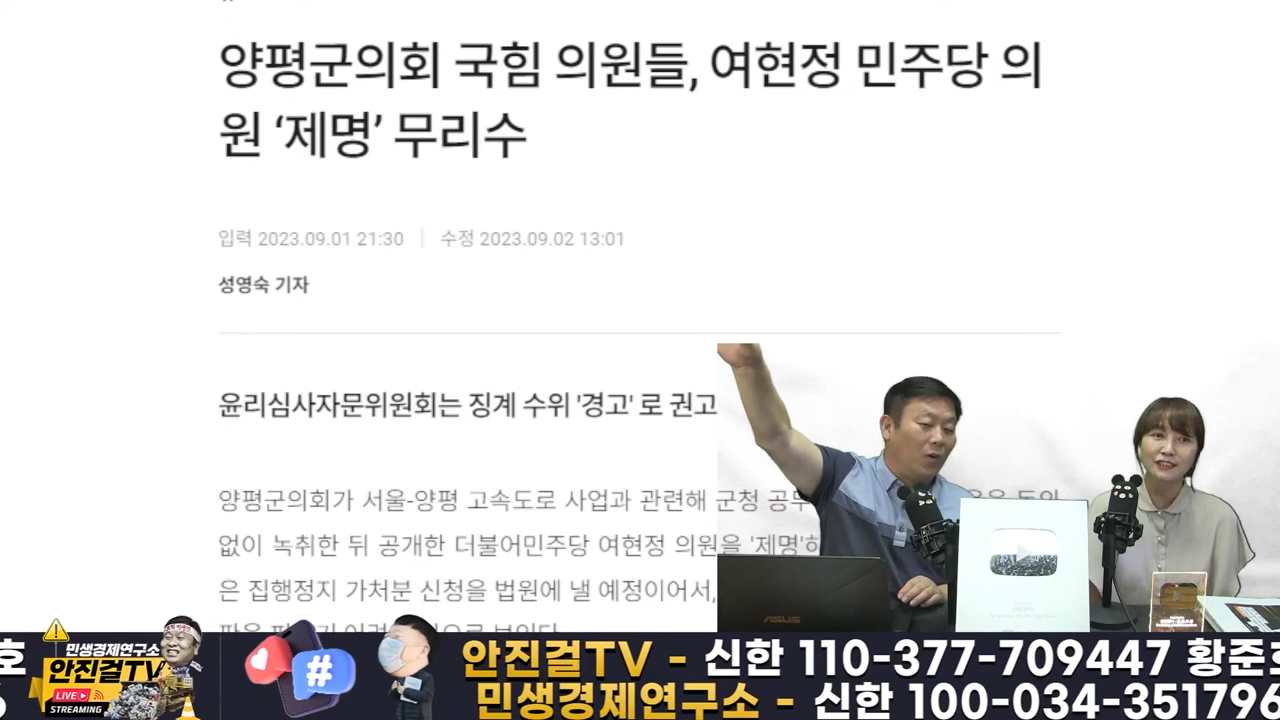 양평군의회 국힘 의원들, 여현정 민주당 의
원 ‘제명’ 무리수
입력 2023.09.01 21:30 | 수정 2023.09.02 13:01
성영숙 기자
윤리심사자문위원회는 징계 수위 '경고' 로 권고
양평군의회가 서울-양평 고속도로 사업과 관련해 군청
없이 녹취한 뒤 공개한 더불어민주당 여현정 의원을 '제명'
은 집행정지 가처분 신청을 법원에 낼 예정이어서,
ASUS
호
민생경제연구소
안진걸TV
LIVE
STREAMING
#
안진걸TV - 신한 110-377-709447 황준호
민생경제연구소 - 신한 100-034-351796